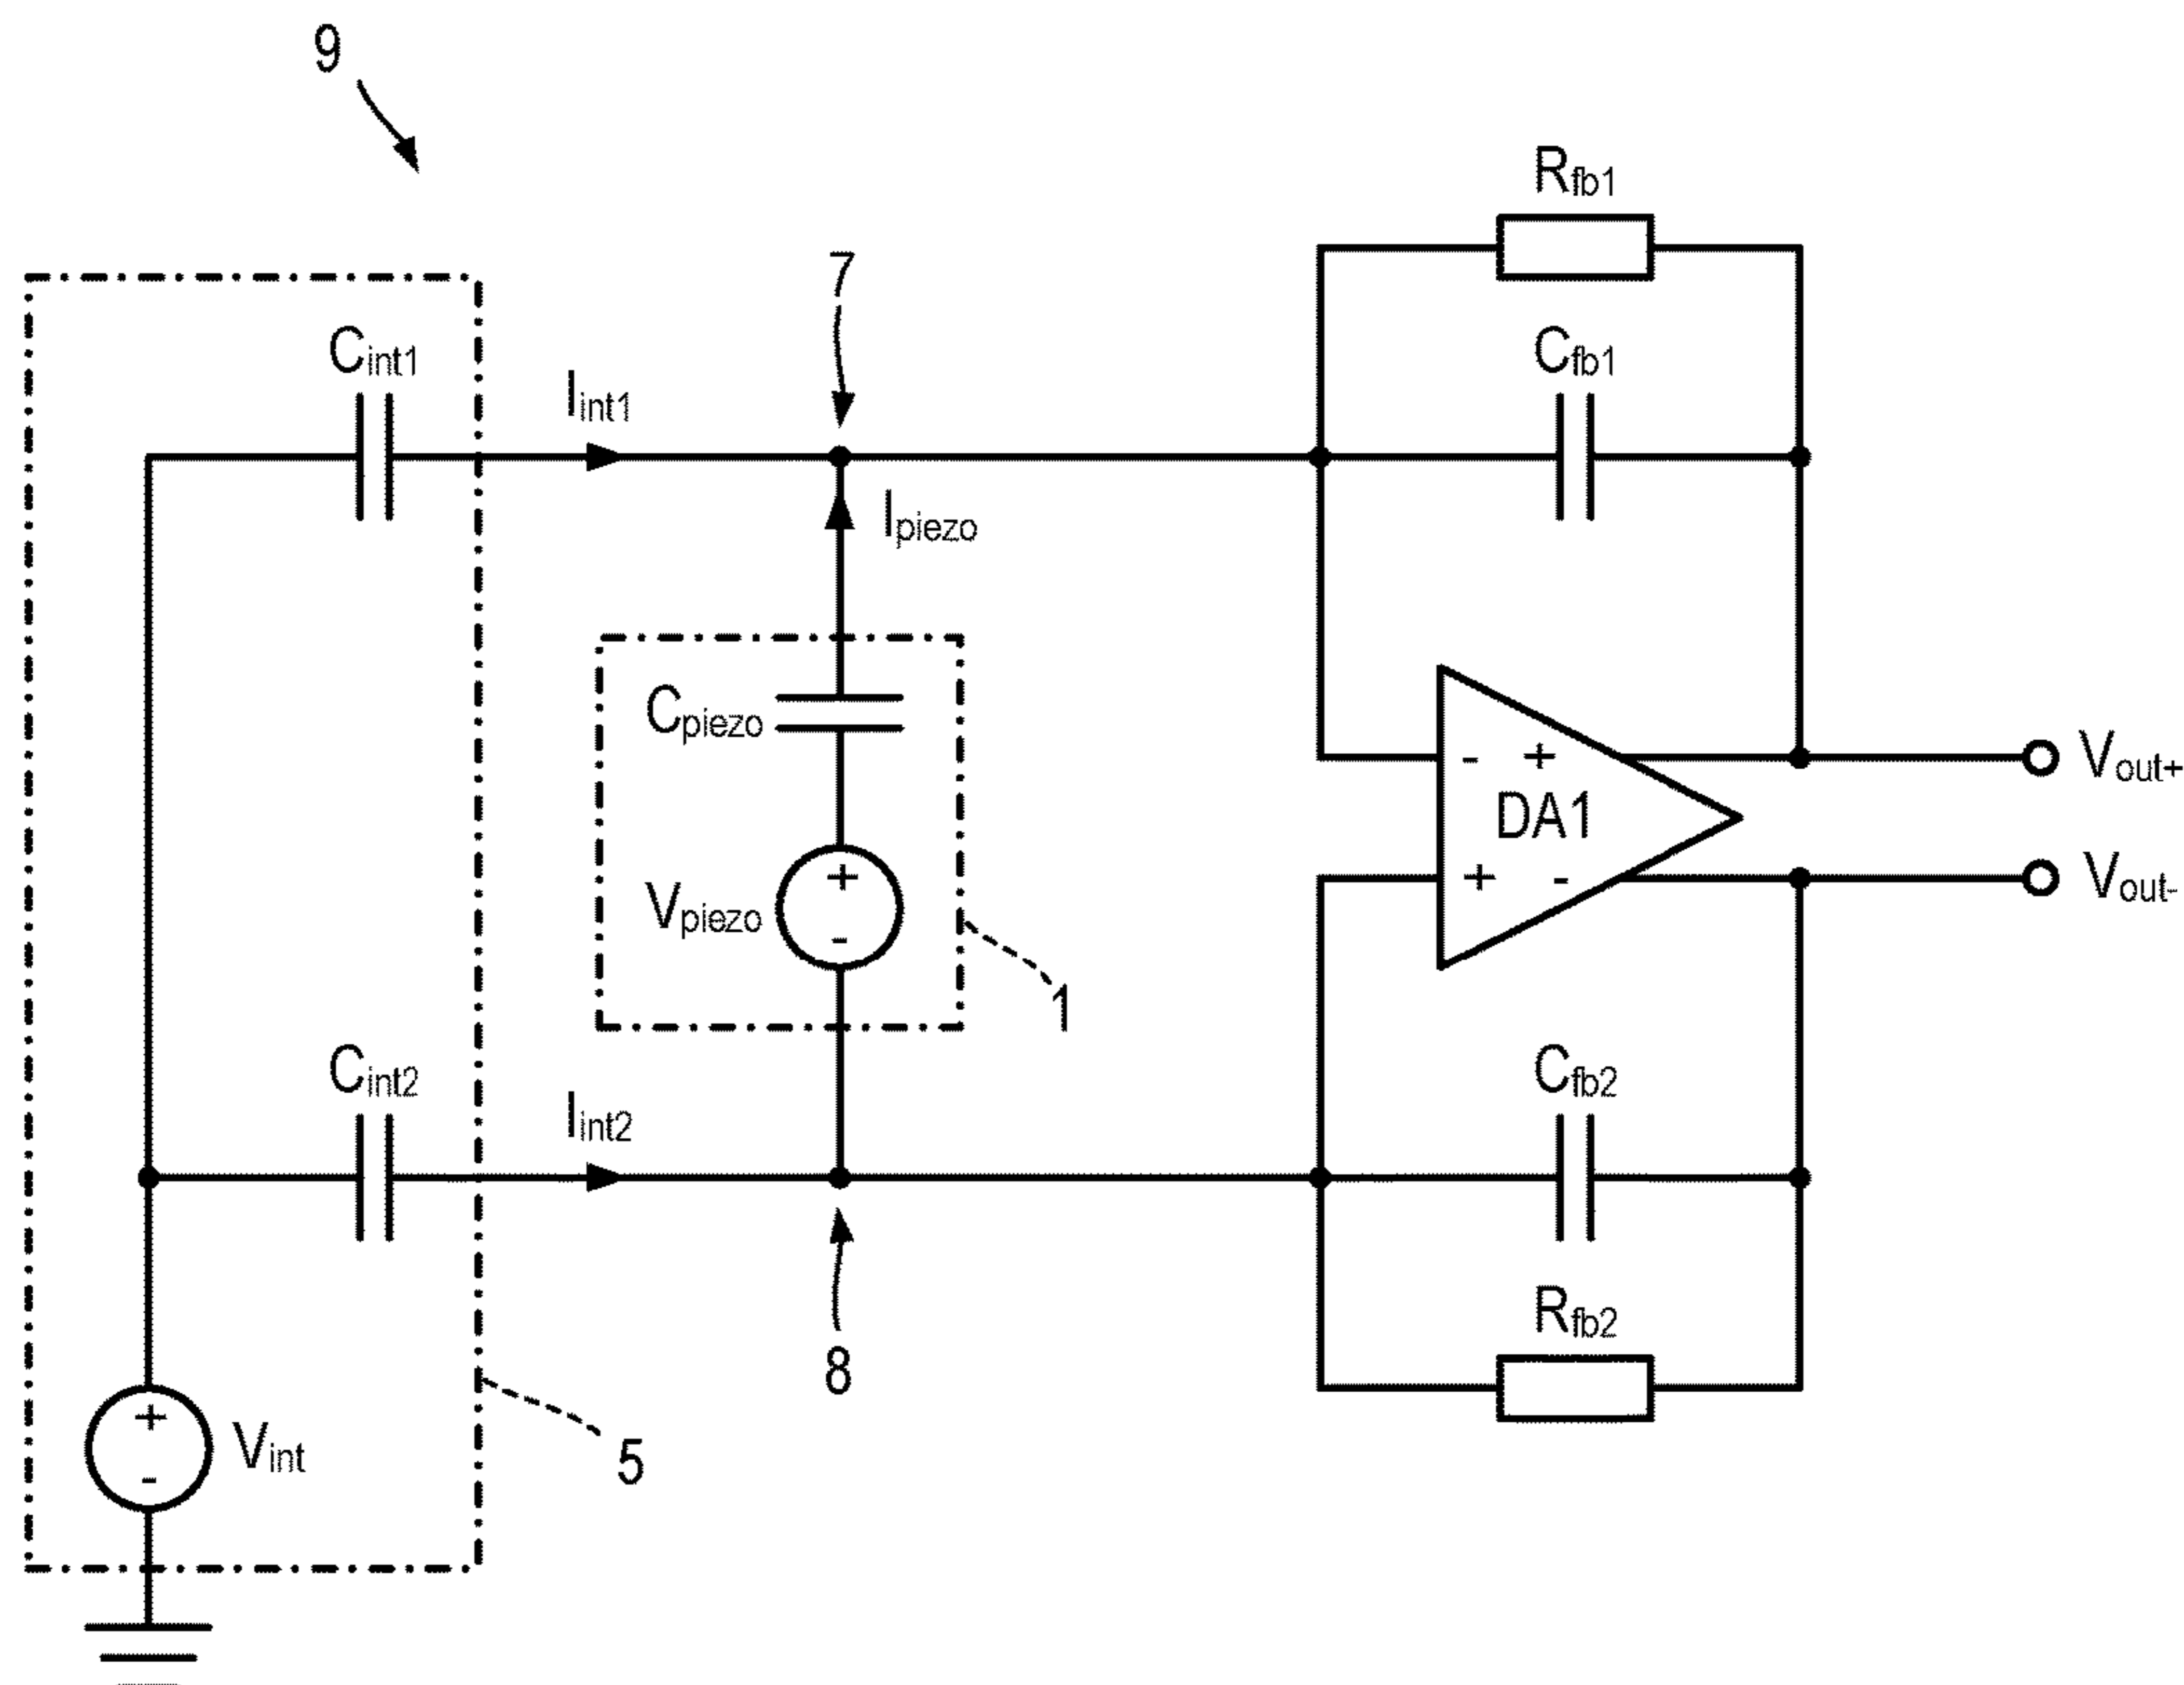 9
Rfb1
7
Cint1
Cfb1
Iint1
Ipiezo
Cpiezo
- +
DA1
+ -
Vout+
Vout-
+
Vpiezo
-
1
Cint2
Cfb2
Iint2
Rfb2
8
+
Vint
-
5